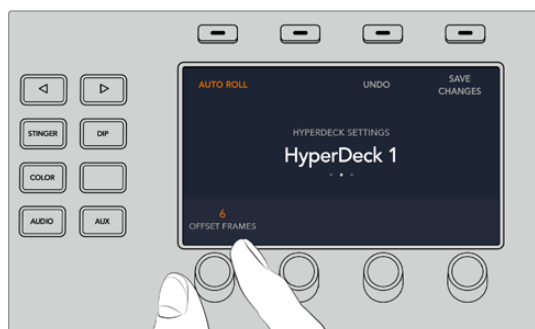 AUTO ROLL
UNDO
SAVE
CHANGES
HYPERDECK SETTINGS
HyperDeck 1
6
OFFSET FRAMES
STINGER
DIP
COLOR
AUDIO
AUX